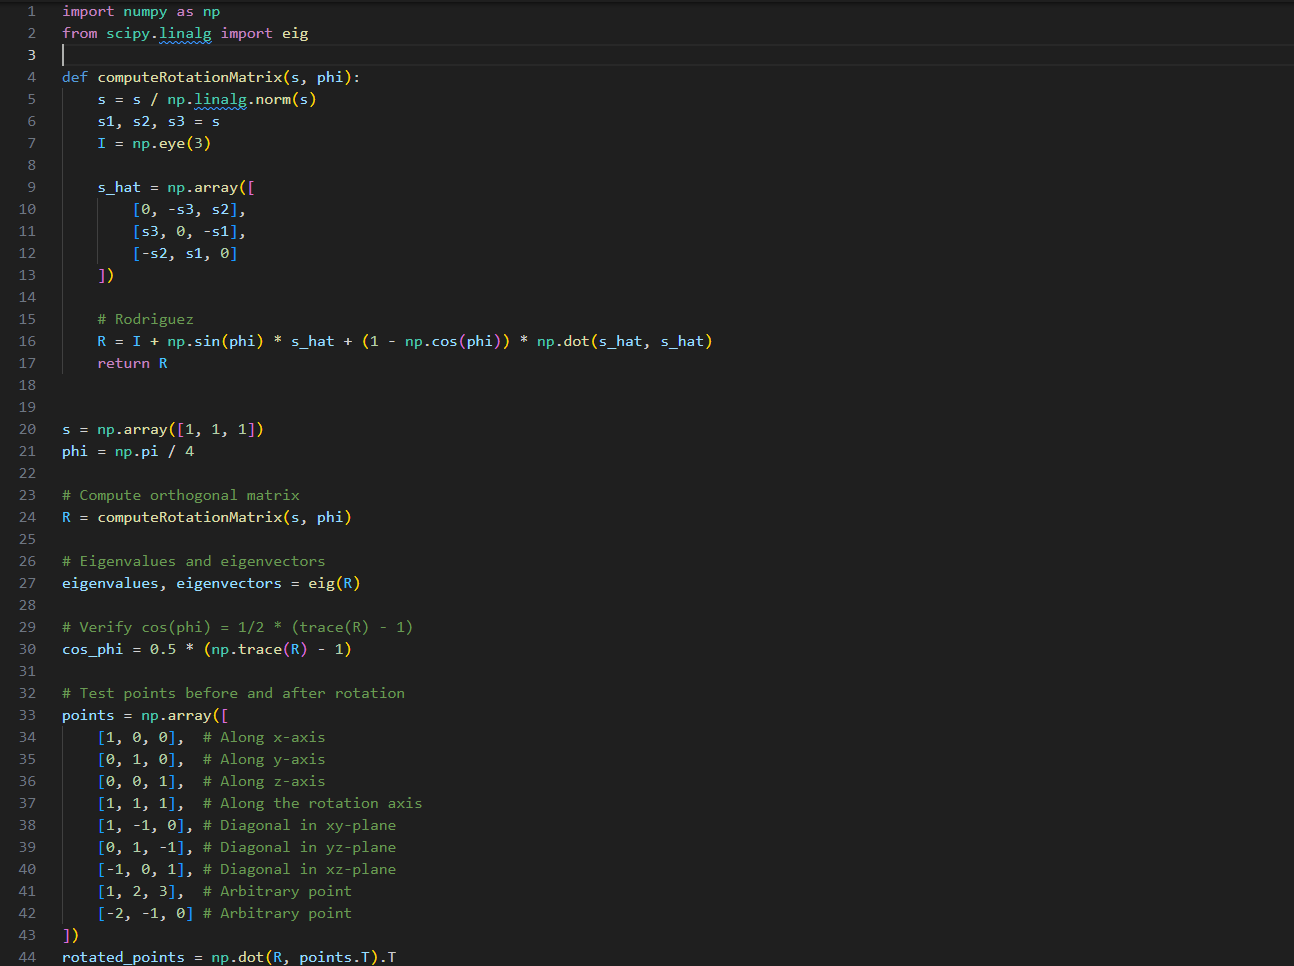 1 import numpy as np
2 from scipy.linalg import eig
3
4 def computeRotationMatrix(s, phi):
5     s = s / np.linalg.norm(s)
6     s1, s2, s3 = s
7     I = np.eye(3)
8
9     s_hat = np.array([
10         [0, -s3, s2],
11         [s3, 0, -s1],
12         [-s2, s1, 0]
13     ])
14
15     # Rodriguez
16     R = I + np.sin(phi) * s_hat + (1 - np.cos(phi)) * np.dot(s_hat, s_hat)
17     return R
18
19
20 s = np.array([1, 1, 1])
21 phi = np.pi / 4
22
23 # Compute orthogonal matrix
24 R = computeRotationMatrix(s, phi)
25
26 # Eigenvalues and eigenvectors
27 eigenvalues, eigenvectors = eig(R)
28
29 # Verify cos(phi) = 1/2 * (trace(R) - 1)
30 cos_phi = 0.5 * (np.trace(R) - 1)
31
32 # Test points before and after rotation
33 points = np.array([
34     [1, 0, 0],  # Along x-axis
35     [0, 1, 0],  # Along y-axis
36     [0, 0, 1],  # Along z-axis
37     [1, 1, 1],  # Along the rotation axis
38     [1, -1, 0], # Diagonal in xy-plane
39     [0, 1, -1], # Diagonal in yz-plane
40     [-1, 0, 1], # Diagonal in xz-plane
41     [1, 2, 3],  # Arbitrary point
42     [-2, -1, 0] # Arbitrary point
43 ])
44 rotated_points = np.dot(R, points.T).T